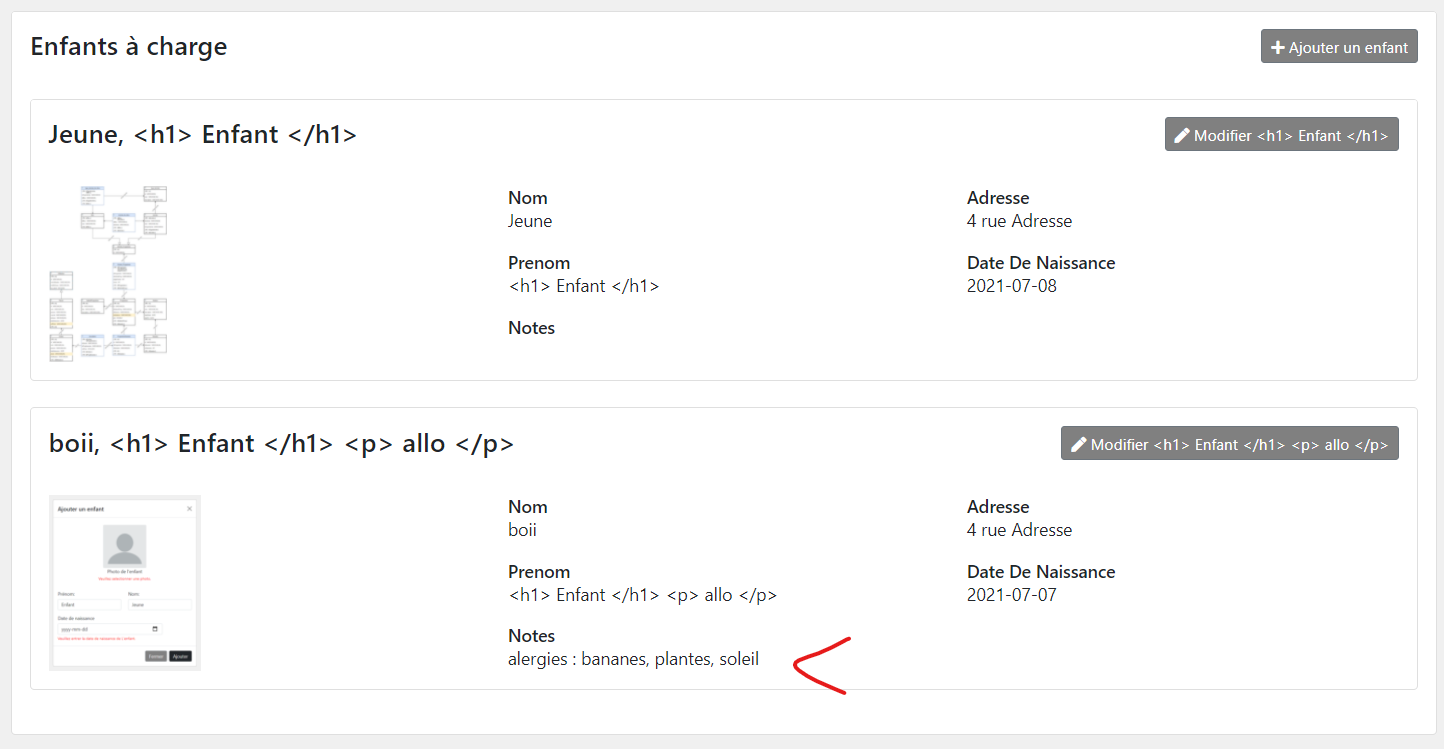 Enfants à charge
Ajouter un enfant
Jeune, <h1> Enfant </h1>
Modifier <h1> Enfant </h1>
Nom
Jeune
Prenom
<h1> Enfant </h1>
Notes
Adresse
4 rue Adresse
Date De Naissance
2021-07-08
boii, <h1> Enfant </h1> <p> allo </p>
Modifier <h1> Enfant </h1> <p> allo </p>
Ajouter un enfant
Photo de l'enfant
Veuillez sélectionner une photo
Prénom
Nom
Enfant
Jeune
Date de naissance
yyyy-mm-dd
Fermer
Ajouter
Nom
boii
Prenom
<h1> Enfant </h1> <p> allo </p>
Notes
alergies : bananes, plantes, soleil
Adresse
4 rue Adresse
Date De Naissance
2021-07-07